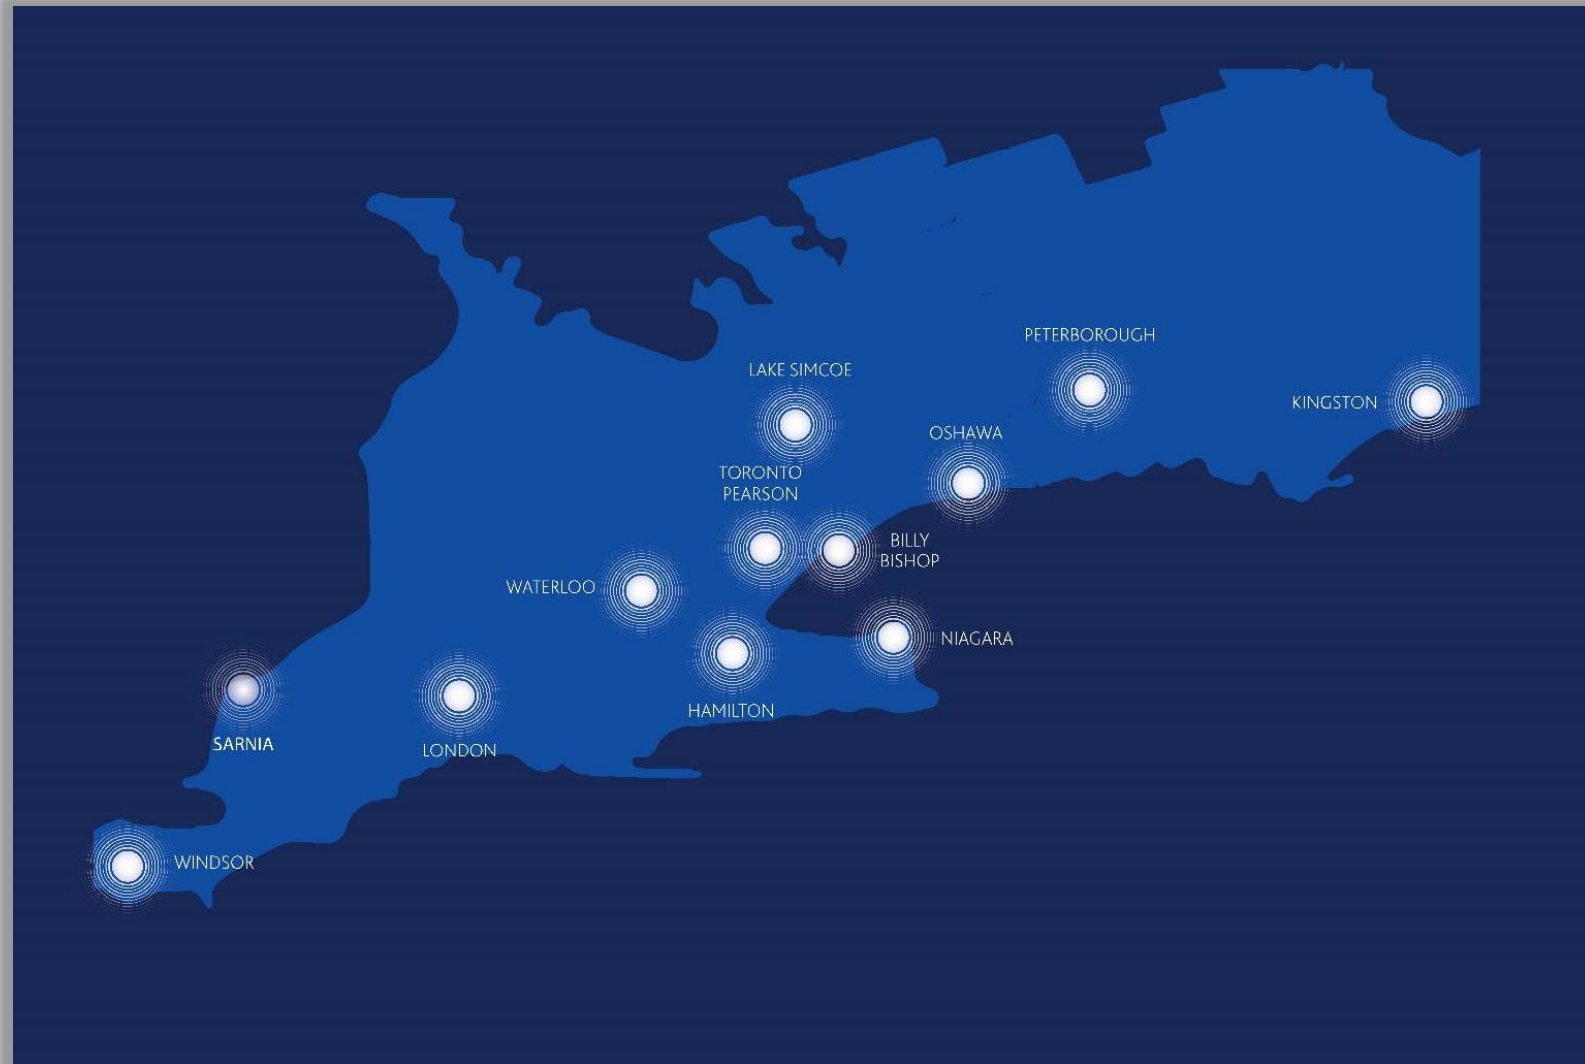 PETERBOROUGH
LAKE SIMCOE
KINGSTON
OSHAWA
TORONTO
PEARSON
BILLY
BISHOP
WATERLOO
NIAGARA
HAMILTON
SARNIA
LONDON
WINDSOR